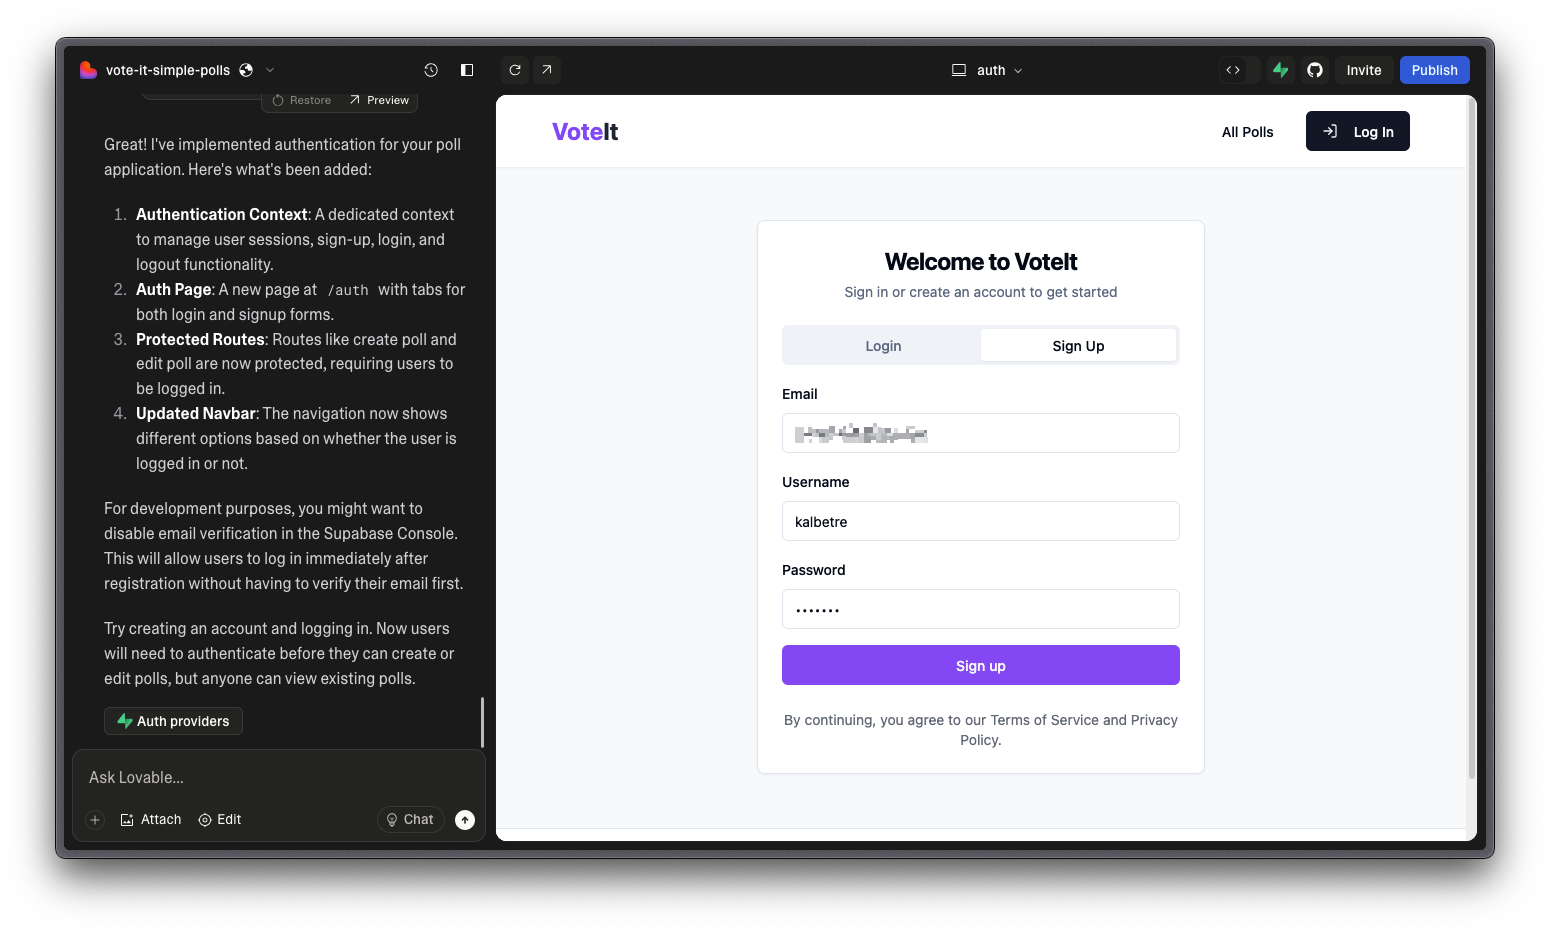 vote-it-simple-polls
auth
Invite
Publish
Restore
Preview
Great! I've implemented authentication for your poll
application. Here's what's been added:
1. Authentication Context: A dedicated context
to manage user sessions, sign-up, login, and
logout functionality.
2. Auth Page: A new page at /auth with tabs for
both login and signup forms.
3. Protected Routes: Routes like create poll and
edit poll are now protected, requiring users to
be logged in.
4. Updated Navbar: The navigation now shows
different options based on whether the user is
logged in or not.
For development purposes, you might want to
disable email verification in the Supabase Console.
This will allow users to log in immediately after
registration without having to verify their email first.
Try creating an account and logging in. Now users
will need to authenticate before they can create or
edit polls, but anyone can view existing polls.
Auth providers
Ask Lovable...
Attach
Edit
Chat
VoteIt
All Polls
Log In
Welcome to VoteIt
Sign in or create an account to get started
Login
Sign Up
Email
Username
kalbetre
Password
•••••••
Sign up
By continuing, you agree to our Terms of Service and Privacy
Policy.